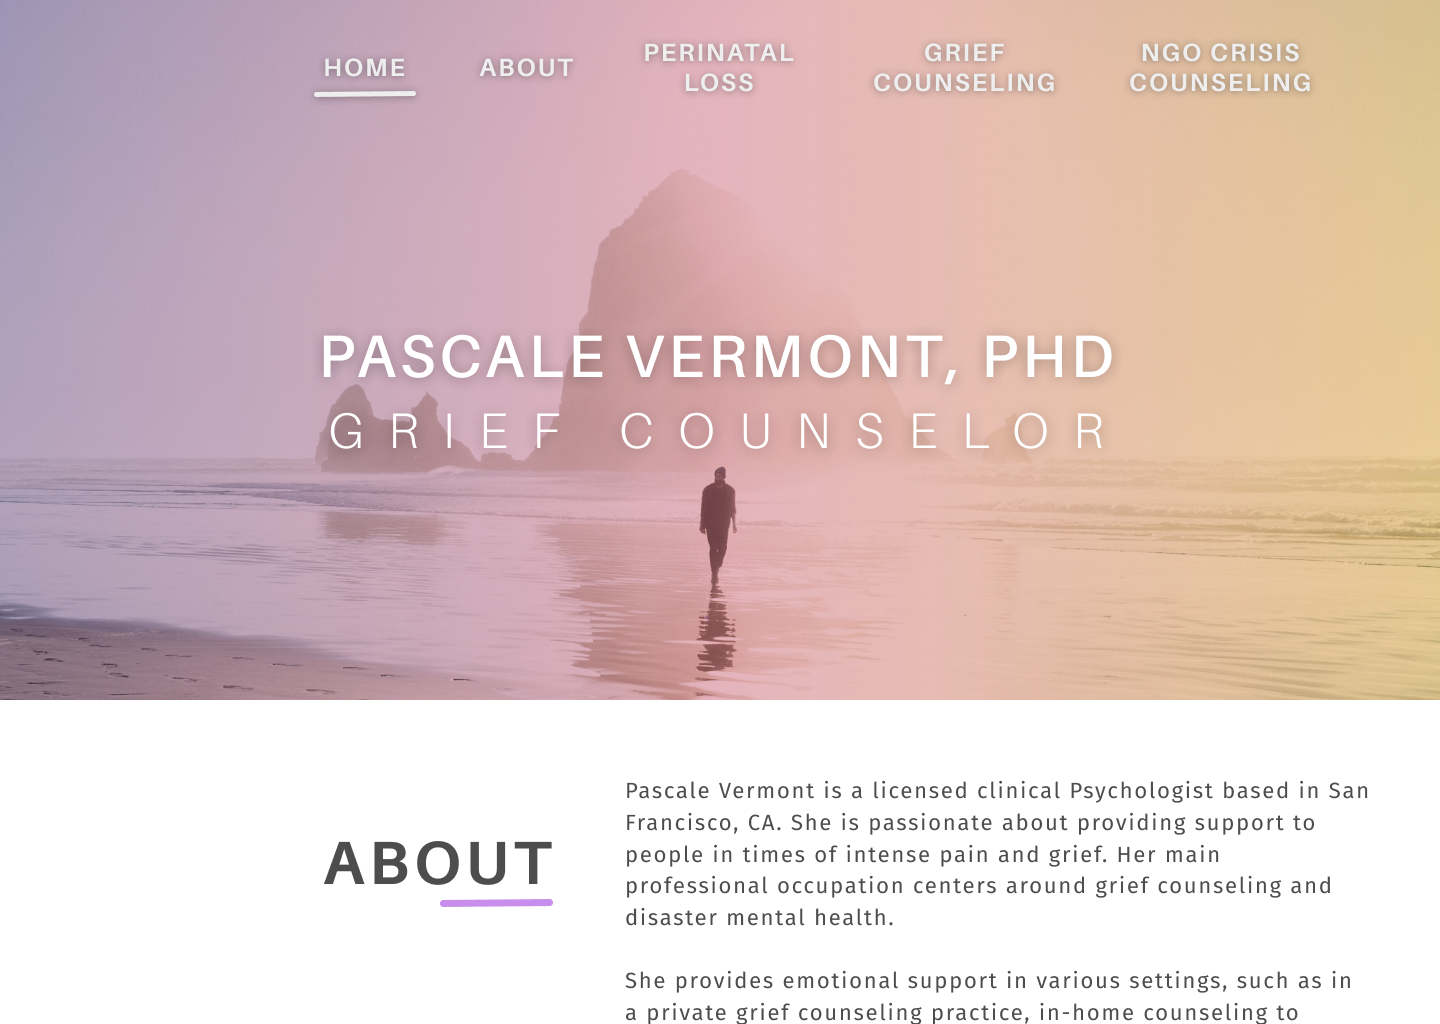 HOME
ABOUT
PERINATAL
LOSS
GRIEF
COUNSELING
NGO CRISIS
COUNSELING
PASCALE VERMONT, PHD
GRIEF COUNSELOR
ABOUT
Pascale Vermont is a licensed clinical Psychologist based in San
Francisco, CA. She is passionate about providing support to
people in times of intense pain and grief. Her main
professional occupation centers around grief counseling and
disaster mental health.
She provides emotional support in various settings, such as in
a private grief counseling practice, in-home counseling to